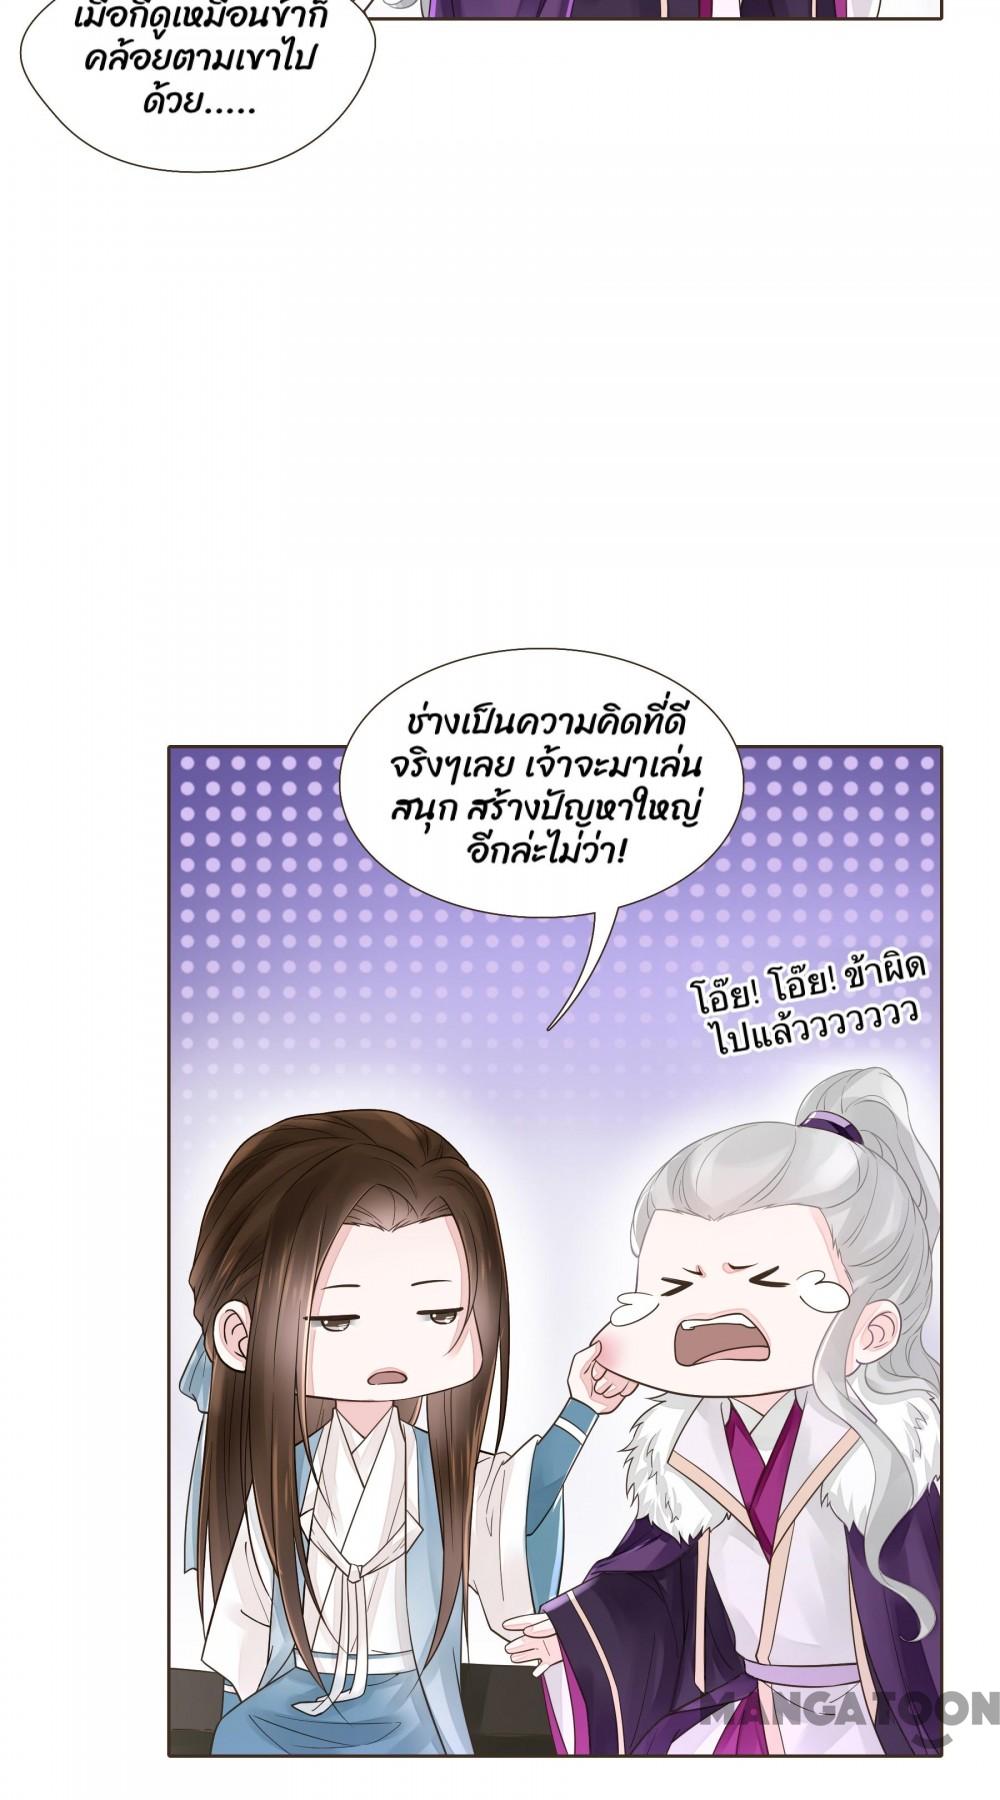 เมื่อกี้ดูเหมือนข้าก็
คล้อยตามเขาไป
ด้วย.....
ช่างเป็นความคิดที่ดี
จริงๆเลย เจ้าจะมาเล่น
สนุก สร้างปัญหาใหญ่
อีกล่ะไม่ว่า!
โอ๊ย! โอ๊ย! ข้าผิด
ไปแล้วววววววว
MANGATOON